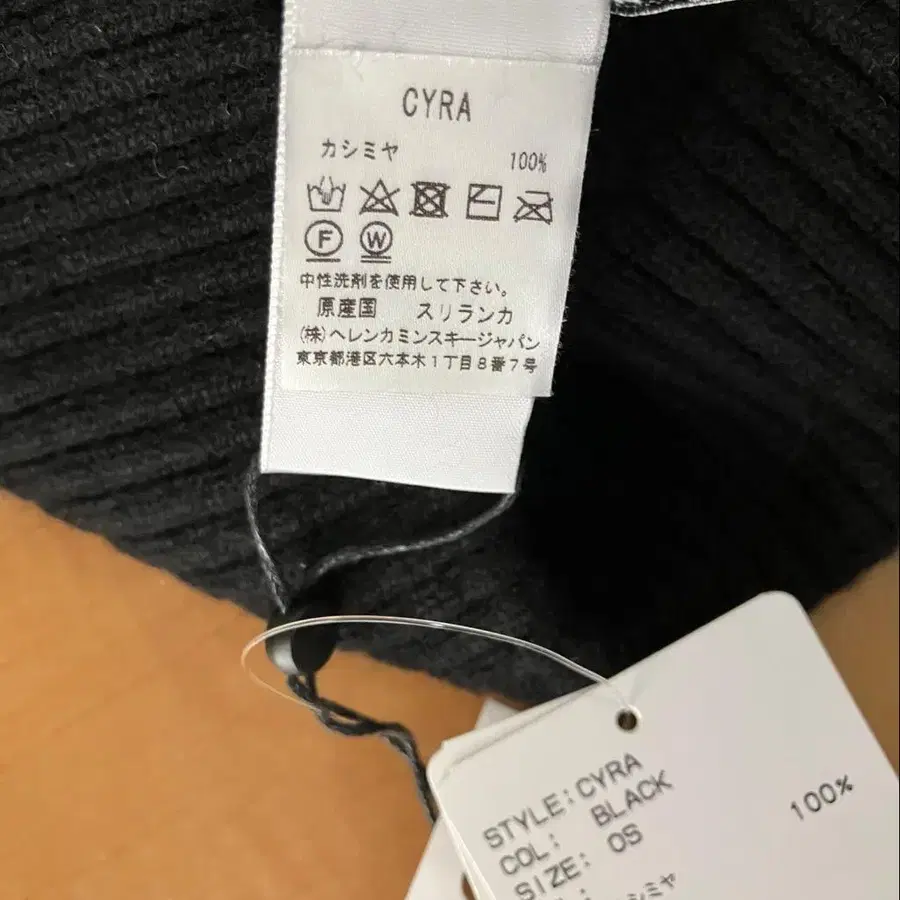 CYRA
カシミヤ 100%
F W
中性洗剤を使用して下さい。
原産国 スリランカ
(株)ヘレンカミンスキージャパン
東京都港区六本木1丁目8番7号
STYLE: CYRA
COL: BLACK
SIZE: OS
シミヤ 100%